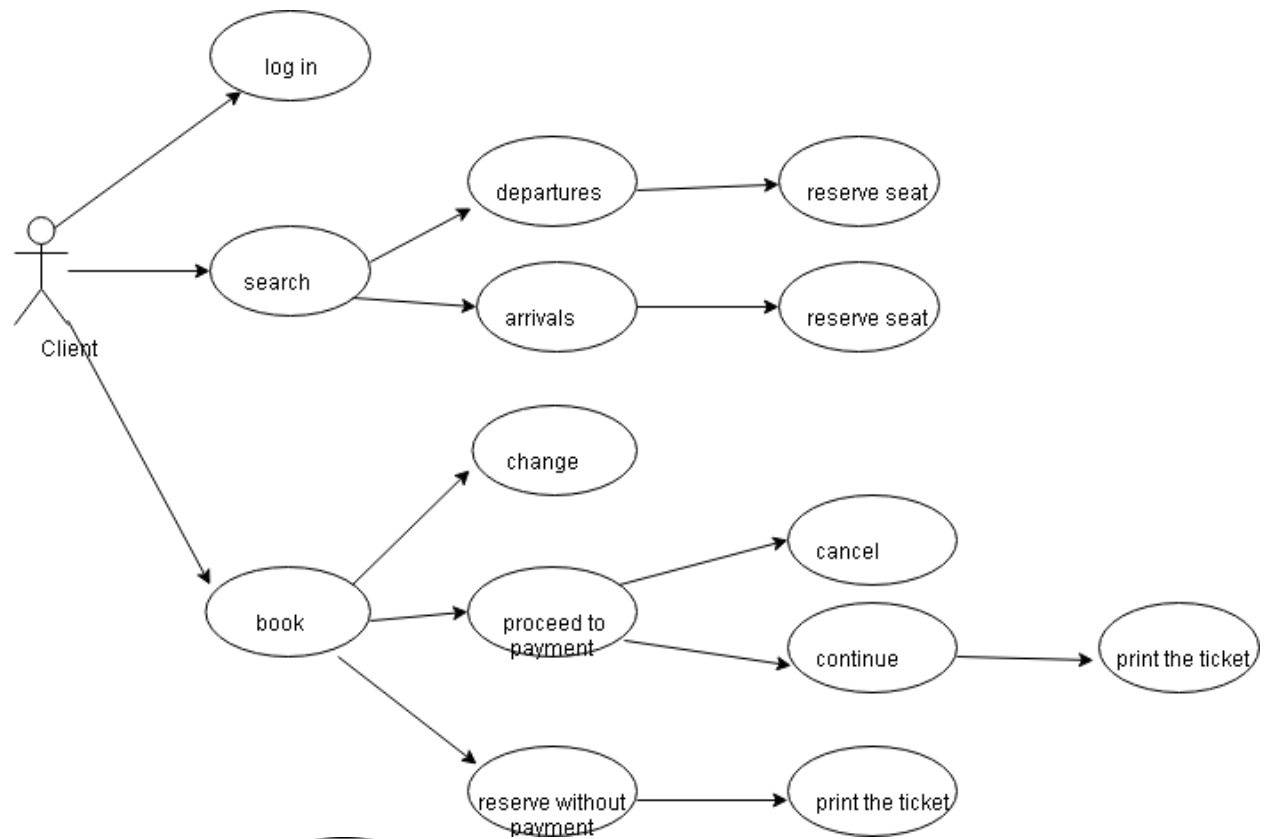 log in
departures
reserve seat
search
arrivals
reserve seat
Client
change
cancel
book
proceed to
payment
continue
print the ticket
reserve without
payment
print the ticket